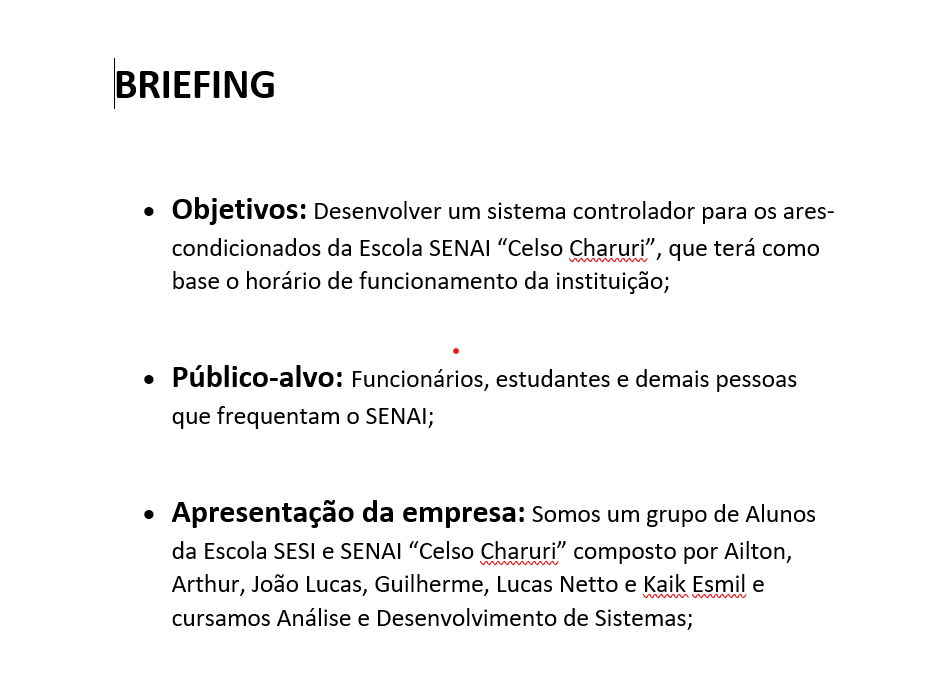 BRIEFING
• Objetivos: Desenvolver um sistema controlador para os ares-
condicionados da Escola SENAI “Celso Charuri”, que terá como
base o horário de funcionamento da instituição;
• Público-alvo: Funcionários, estudantes e demais pessoas
que frequentam o SENAI;
• Apresentação da empresa: Somos um grupo de Alunos
da Escola SESI e SENAI “Celso Charuri” composto por Ailton,
Arthur, João Lucas, Guilherme, Lucas Netto e Kaik Esmil e
cursamos Análise e Desenvolvimento de Sistemas;